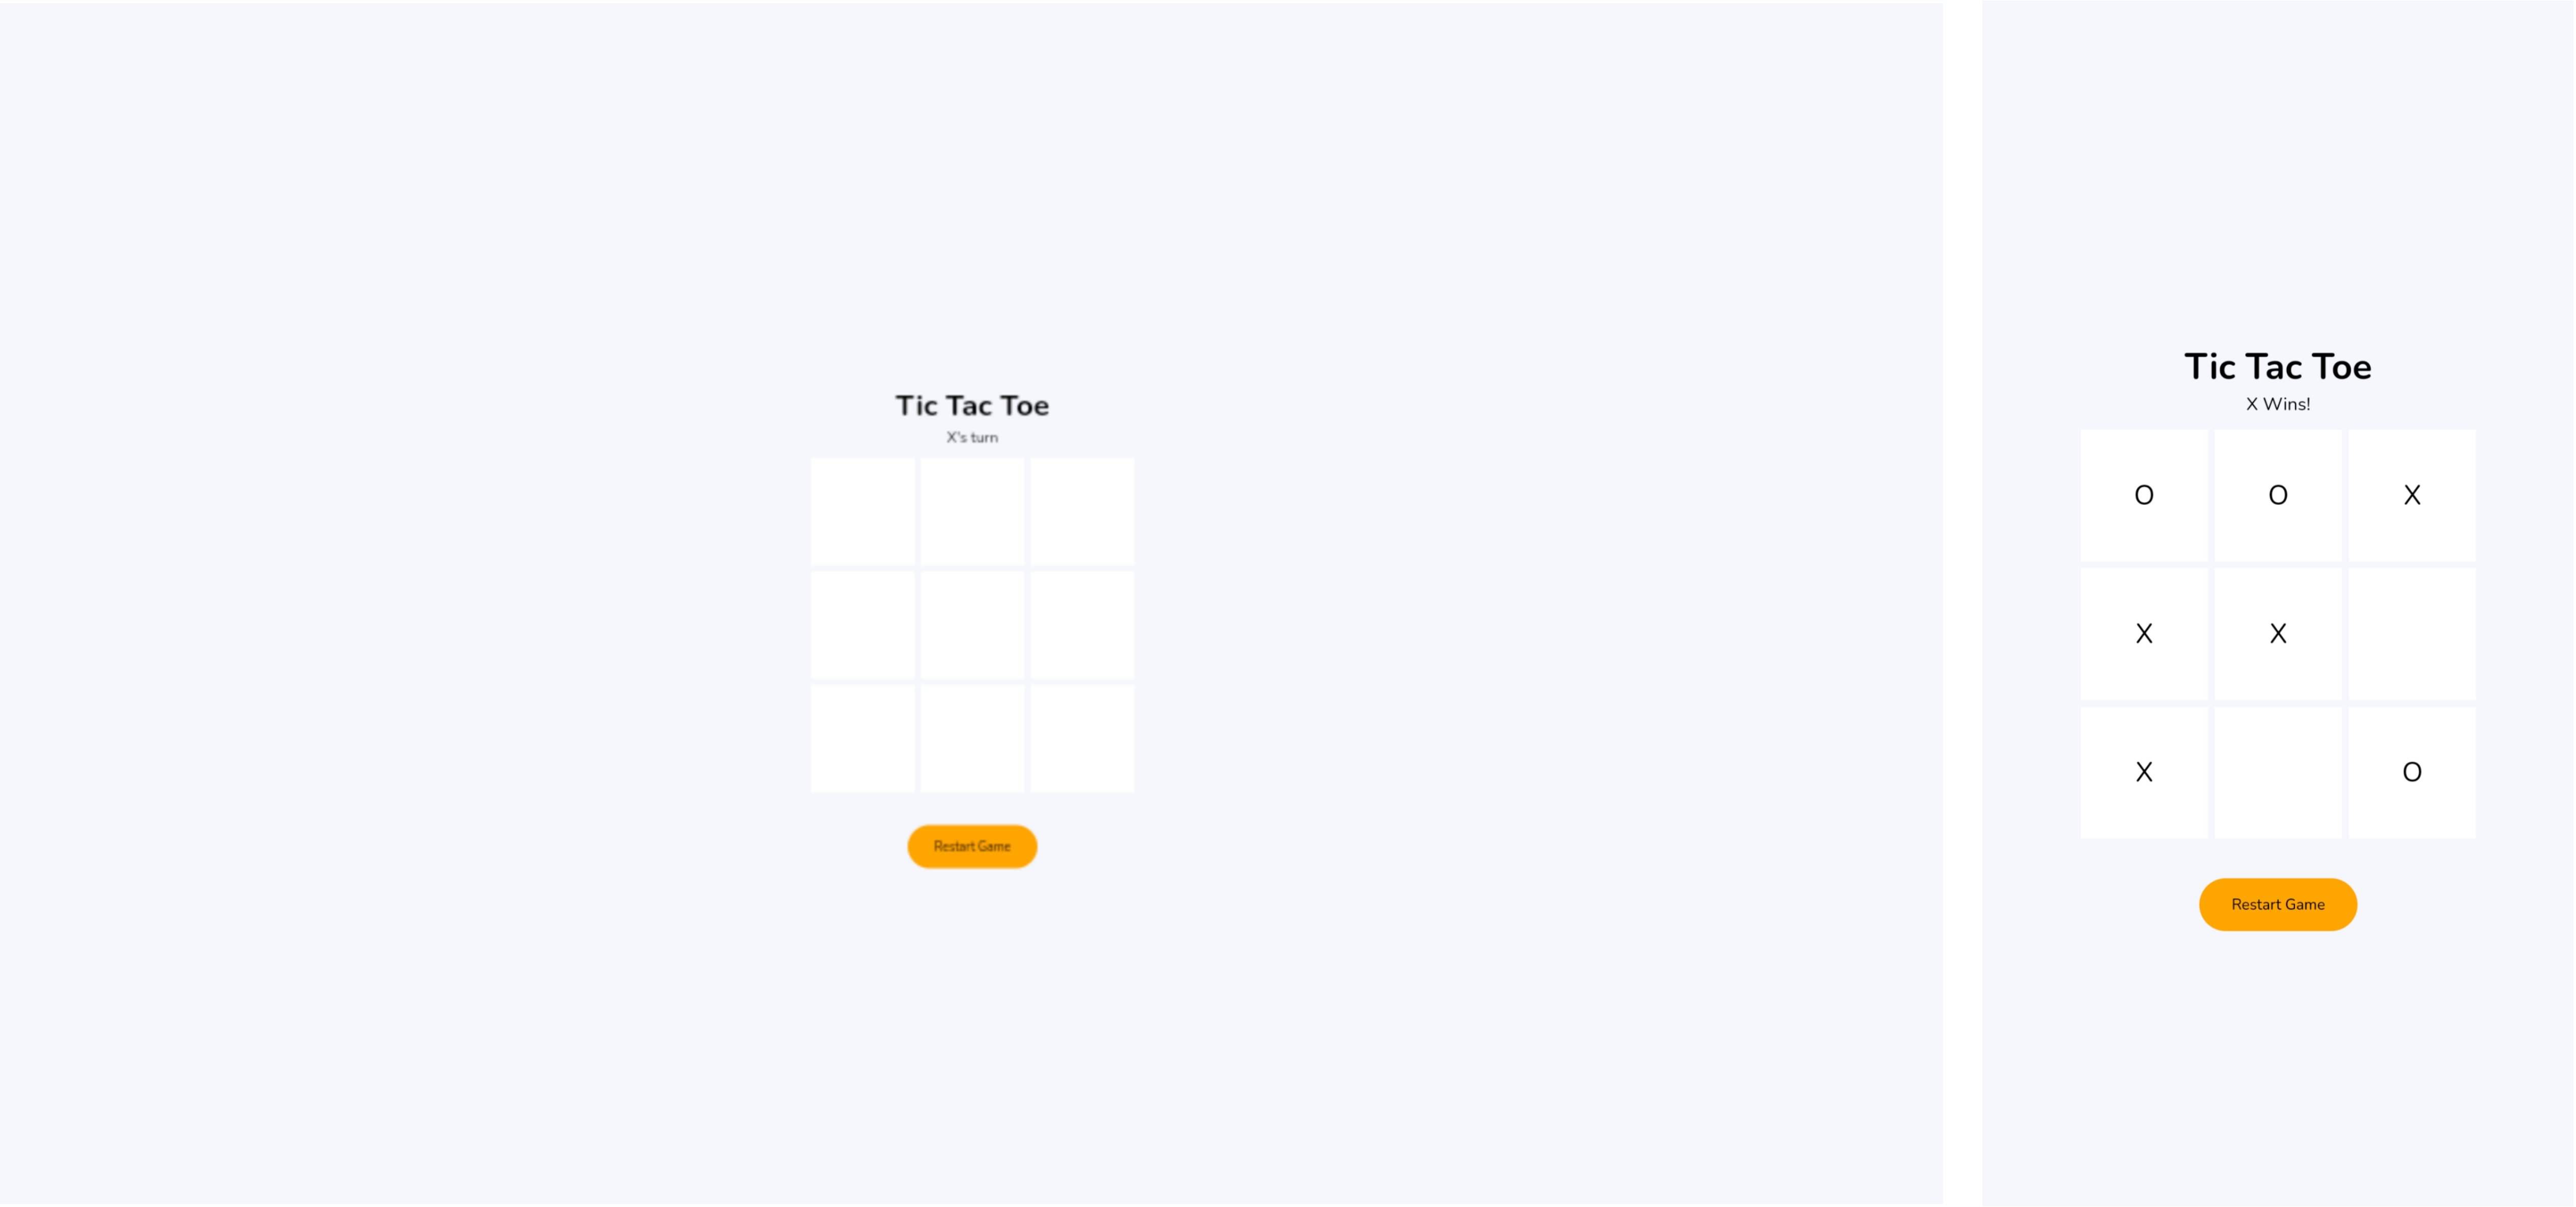 Tic Tac Toe
X's turn
Restart Game
Tic Tac Toe
X Wins!
O O X
X X
X O
Restart Game